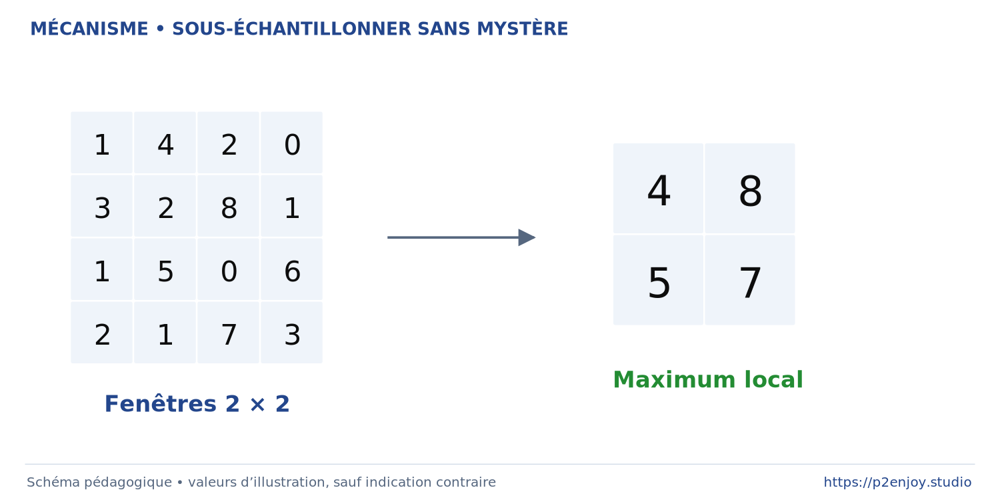 MÉCANISME • SOUS-ÉCHANTILLONNER SANS MYSTÈRE
1 4 2 0
3 2 8 1
1 5 0 6
2 1 7 3
Fenêtres 2 × 2
4 8
5 7
Maximum local
Schéma pédagogique • valeurs d’illustration, sauf indication contraire
https://p2enjoy.studio